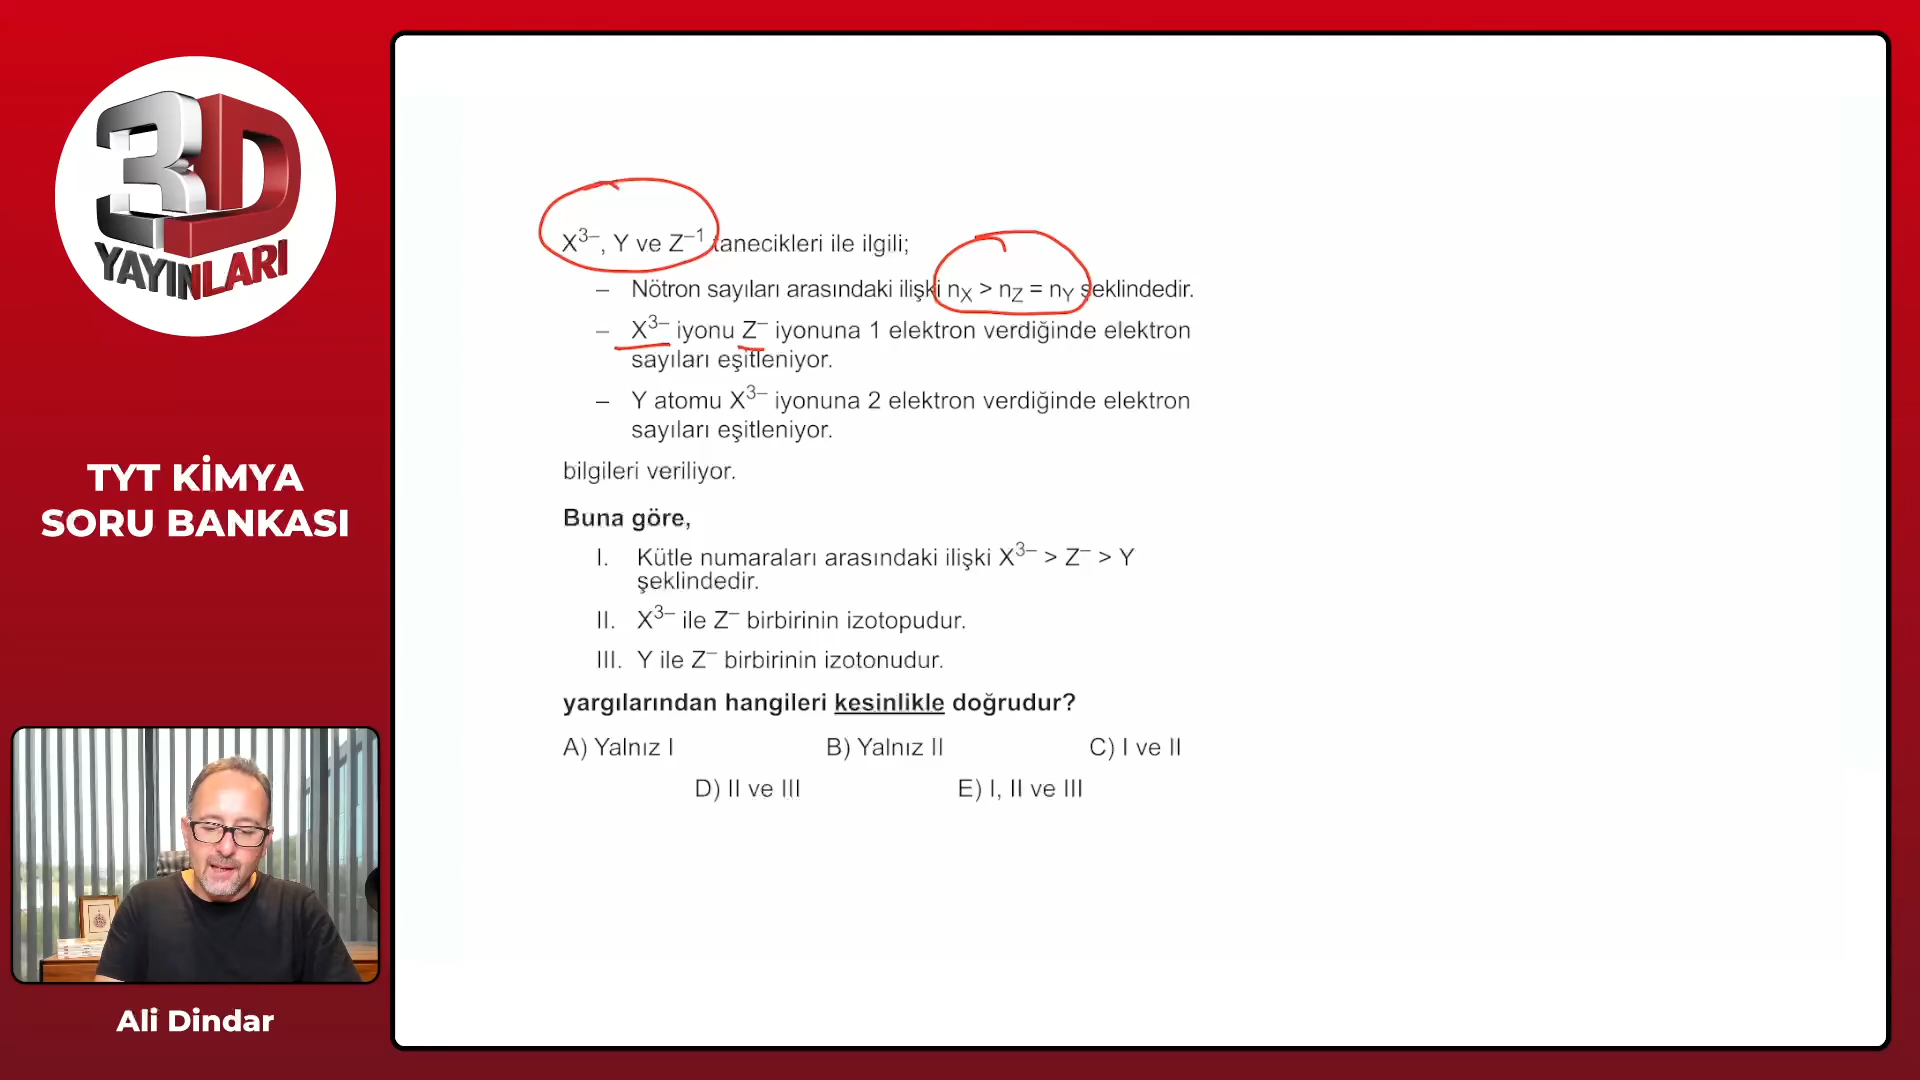 3D
YAYINLARI
TYT KİMYA
SORU BANKASI
Ali Dindar
X³⁻, Y ve Z⁻¹ tanecikleri ile ilgili;
– Nötron sayıları arasındaki ilişki nX > nZ = nY şeklindedir.
– X³⁻ iyonu Z⁻ iyonuna 1 elektron verdiğinde elektron
sayıları eşitleniyor.
– Y atomu X³⁻ iyonuna 2 elektron verdiğinde elektron
sayıları eşitleniyor.
bilgileri veriliyor.
Buna göre,
I. Kütle numaraları arasındaki ilişki X³⁻ > Z⁻ > Y
şeklindedir.
II. X³⁻ ile Z⁻ birbirinin izotopudur.
III. Y ile Z⁻ birbirinin izotonudur.
yargılarından hangileri kesinlikle doğrudur?
A) Yalnız I B) Yalnız II C) I ve II
D) II ve III E) I, II ve III